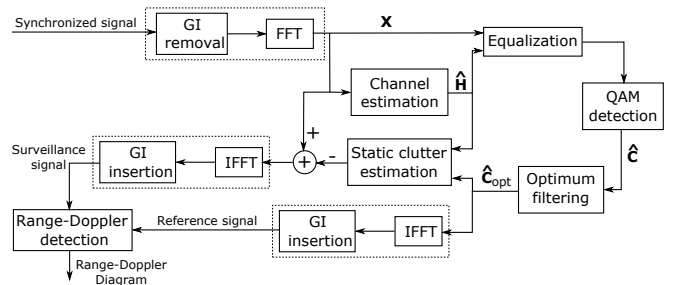 Synchronized signal
GI
removal
FFT
X
Equalization
Channel
estimation
Ĥ
QAM
detection
+
Surveillance
signal
GI
insertion
IFFT
+
-
Static clutter
estimation
Ĉ
Ĉopt
Optimum
filtering
Range-Doppler
detection
Reference signal
GI
insertion
IFFT
Range-Doppler
Diagram